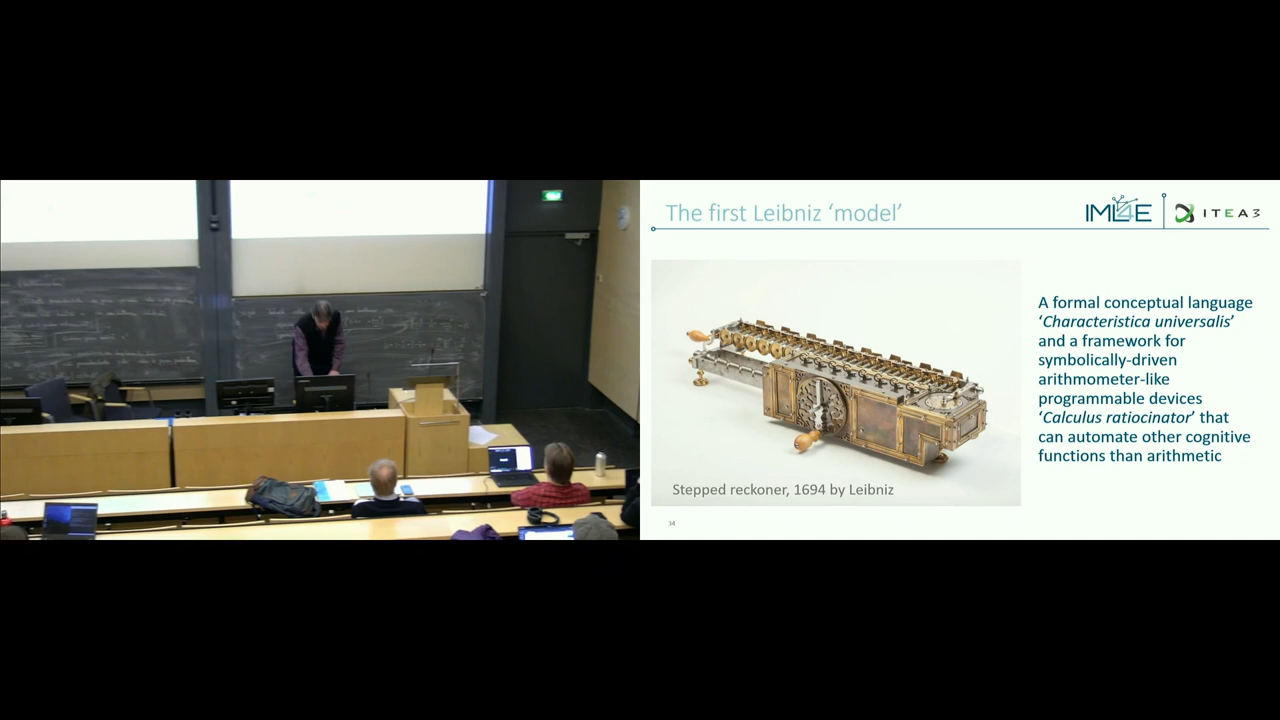 The first Leibniz ‘model’
IML4E
ITEA3
A formal conceptual language
‘Characteristica universalis’
and a framework for
symbolically-driven
arithmometer-like
programmable devices
‘Calculus ratiocinator’ that
can automate other cognitive
functions than arithmetic
Stepped reckoner, 1694 by Leibniz
34